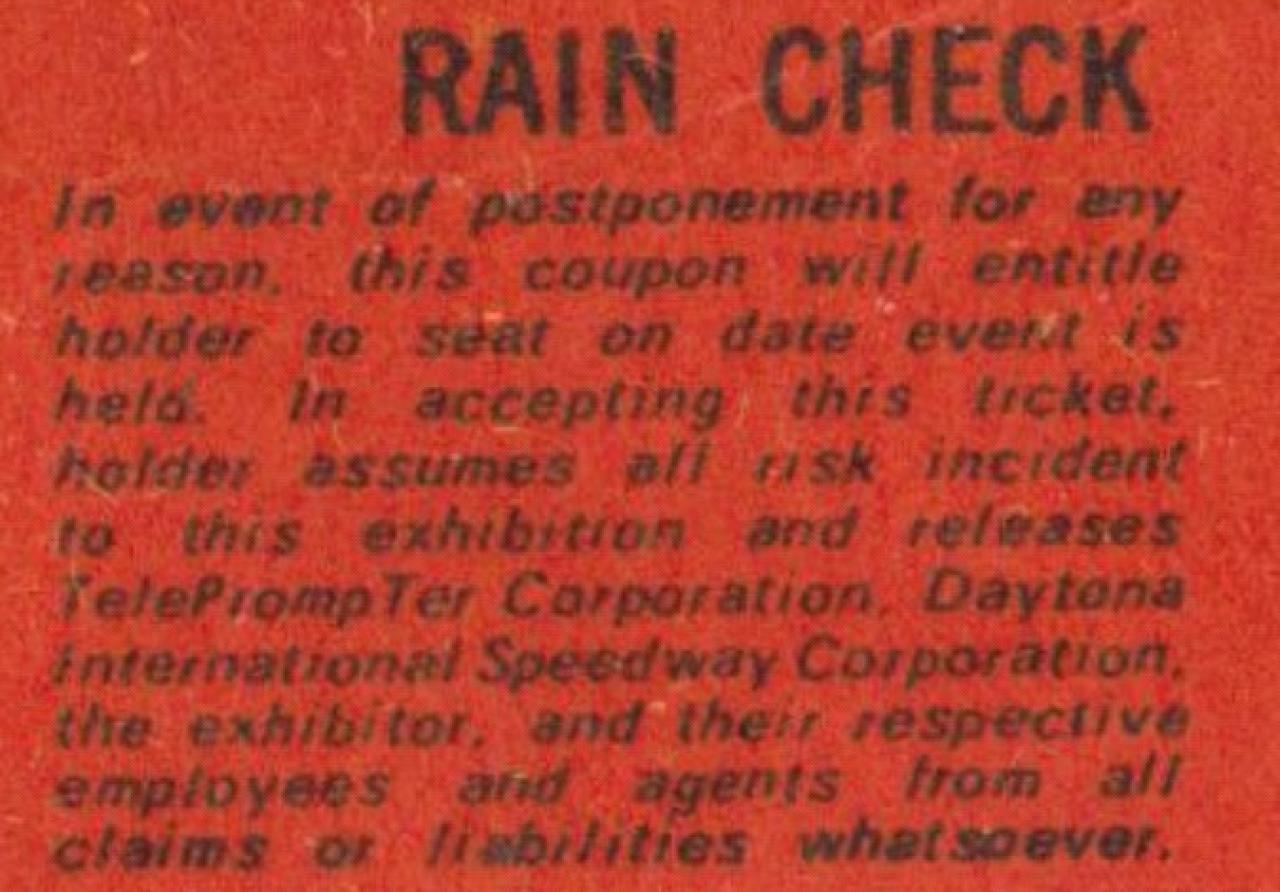 RAIN CHECK
In event of postponement for any
reason, this coupon will entitle
holder to seat on date event is
held. In accepting this ticket,
holder assumes all risk incident
to this exhibition and releases
TelePrompTer Corporation, Daytona
International Speedway Corporation,
the exhibitor, and their respective
employees and agents from all
claims or liabilities whatsoever.